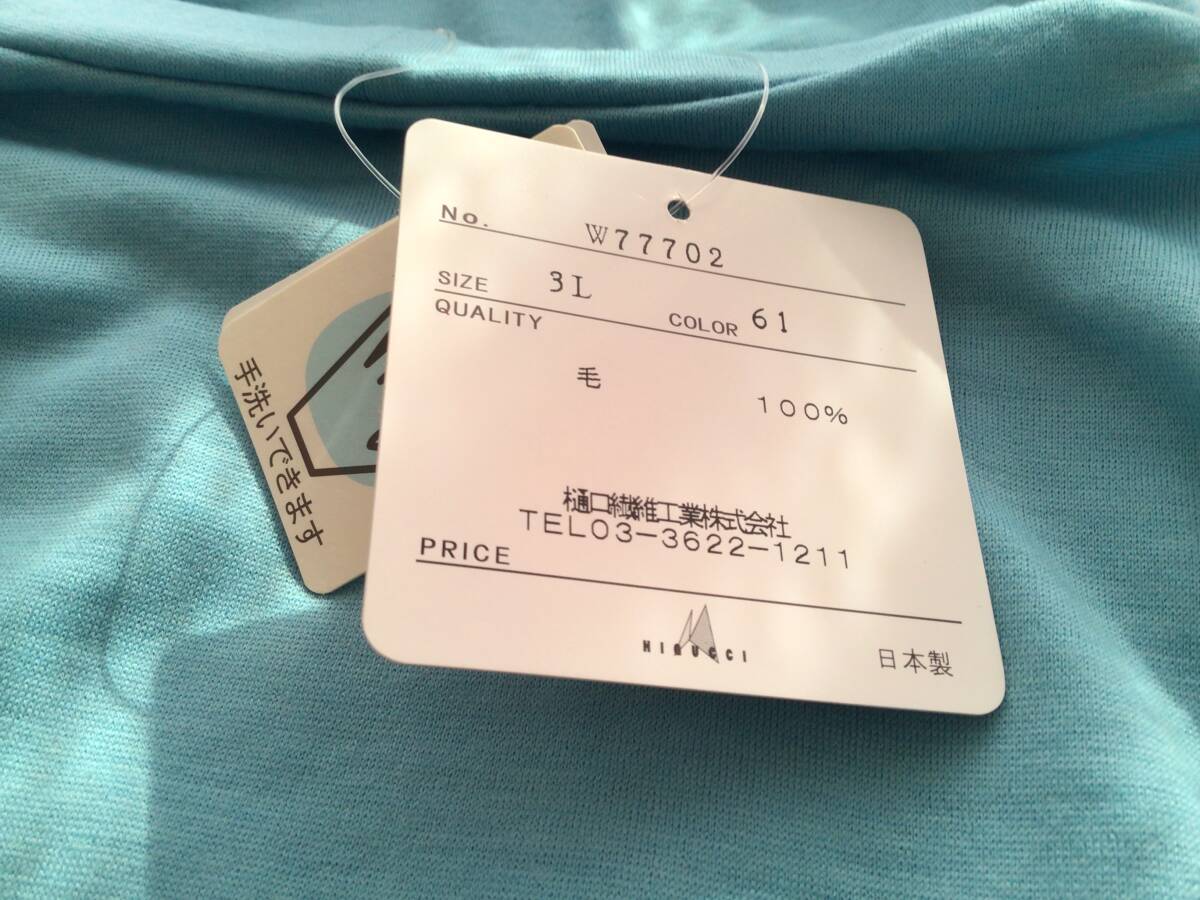 No. W77702
SIZE 3L COLOR 61
QUALITY
毛 100%
樋口繊維工業株式会社
TEL03-3622-1211
PRICE
HIGUCCI
日本製
手洗いできます